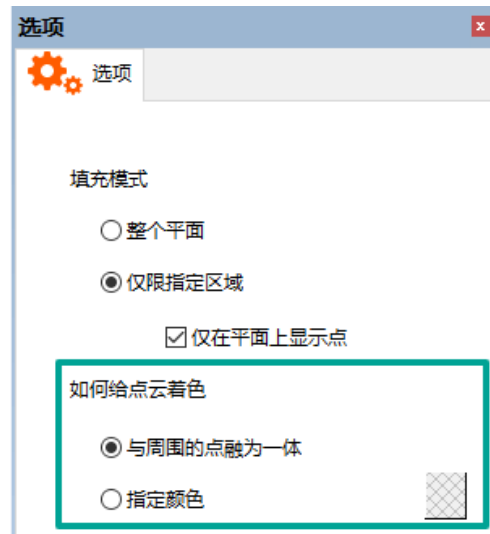 选项
选项
填充模式
整个平面
仅限指定区域
仅在平面上显示点
如何给点云着色
与周围的点融为一体
指定颜色